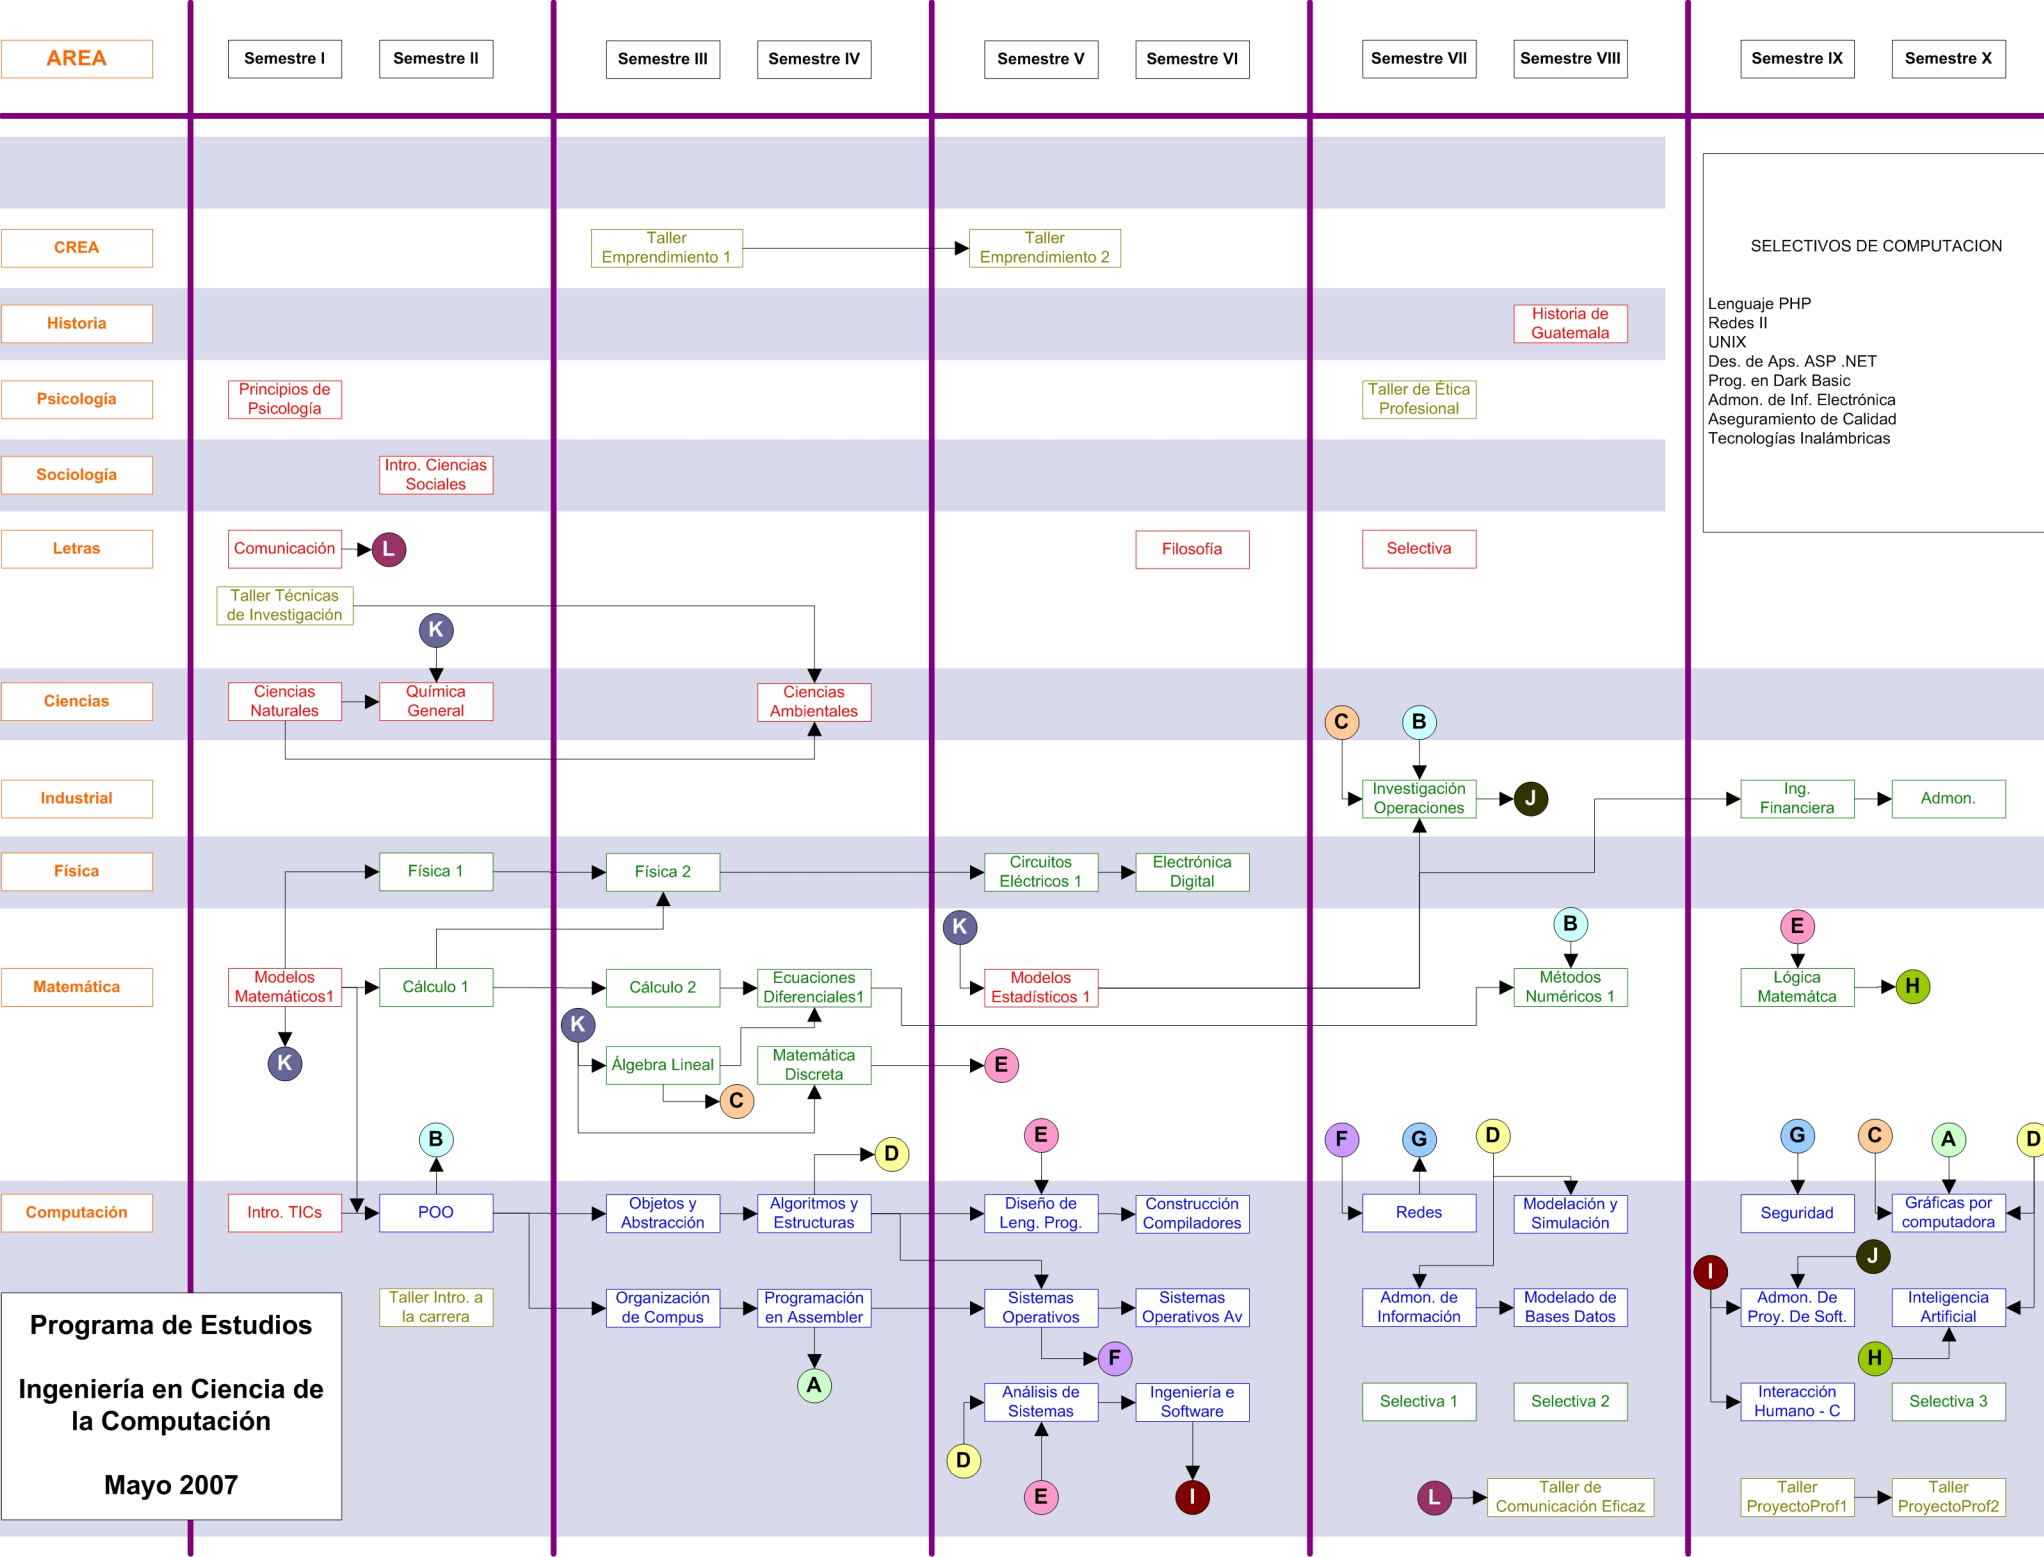 AREA
Semestre I
Semestre II
Semestre III
Semestre IV
Semestre V
Semestre VI
Semestre VII
Semestre VIII
Semestre IX
Semestre X
CREA
Taller
Emprendimiento 1
Taller
Emprendimiento 2
SELECTIVOS DE COMPUTACION
Lenguaje PHP
Redes II
UNIX
Des. de Aps. ASP .NET
Prog. en Dark Basic
Admon. de Inf. Electrónica
Aseguramiento de Calidad
Tecnologías Inalámbricas
Historia
Historia de
Guatemala
Psicología
Principios de
Psicología
Taller de Ética
Profesional
Sociología
Intro. Ciencias
Sociales
Letras
Comunicación
L
Filosofía
Selectiva
Taller Técnicas
de Investigación
K
Ciencias
Ciencias
Naturales
Química
General
Ciencias
Ambientales
C
B
Industrial
Investigación
Operaciones
J
Ing.
Financiera
Admon.
Física
Física 1
Física 2
Circuitos
Eléctricos 1
Electrónica
Digital
K
B
E
Matemática
Modelos
Matemáticos1
Cálculo 1
Cálculo 2
Ecuaciones
Diferenciales1
Modelos
Estadísticos 1
Métodos
Numéricos 1
Lógica
Matemátca
H
K
K
Álgebra Lineal
Matemática
Discreta
E
C
B
D
E
F
G
D
G
C
A
D
Computación
Intro. TICs
POO
Objetos y
Abstracción
Algoritmos y
Estructuras
Diseño de
Leng. Prog.
Construcción
Compiladores
Redes
Modelación y
Simulación
Seguridad
Gráficas por
computadora
J
I
Taller Intro. a
la carrera
Organización
de Compus
Programación
en Assembler
Sistemas
Operativos
Sistemas
Operativos Av
Admon. de
Información
Modelado de
Bases Datos
Admon. De
Proy. De Soft.
Inteligencia
Artificial
F
H
A
Análisis de
Sistemas
Ingeniería e
Software
Selectiva 1
Selectiva 2
Interacción
Humano - C
Selectiva 3
D
E
I
L
Taller de
Comunicación Eficaz
Taller
ProyectoProf1
Taller
ProyectoProf2
Programa de Estudios
Ingeniería en Ciencia de
la Computación
Mayo 2007